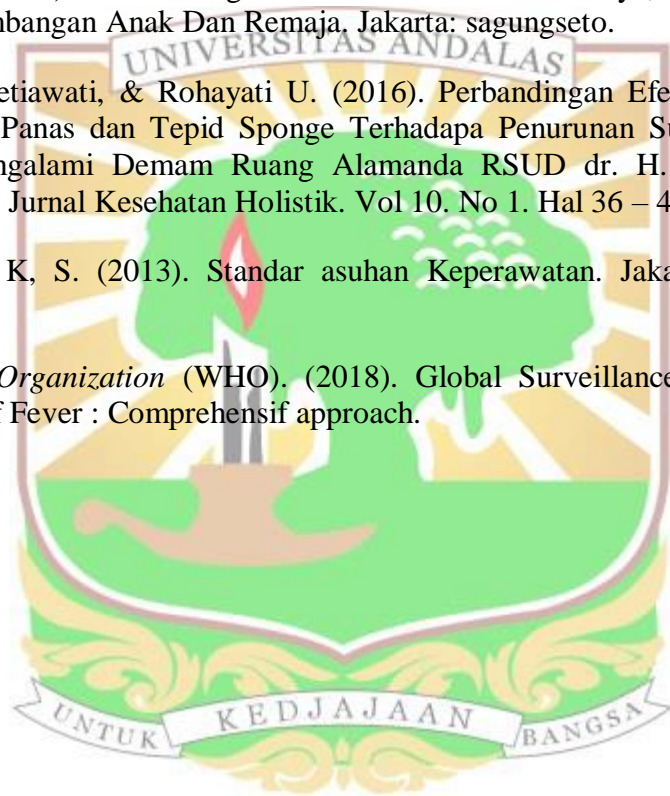 mbangan Anak Dan Remaja. Jakarta: sagungseto.
UNIVERSITAS ANDALAS
etiawati, & Rohayati U. (2016). Perbandingan Efe
Panas dan Tepid Sponge Terhadapa Penurunan Su
ngalami Demam Ruang Alamanda RSUD dr. H.
Jurnal Kesehatan Holistik. Vol 10. No 1. Hal 36 – 4
K, S. (2013). Standar asuhan Keperawatan. Jaka
Organization (WHO). (2018). Global Surveillance
f Fever : Comprehensif approach.
UNTUK KEDJAJAAN BANGSA